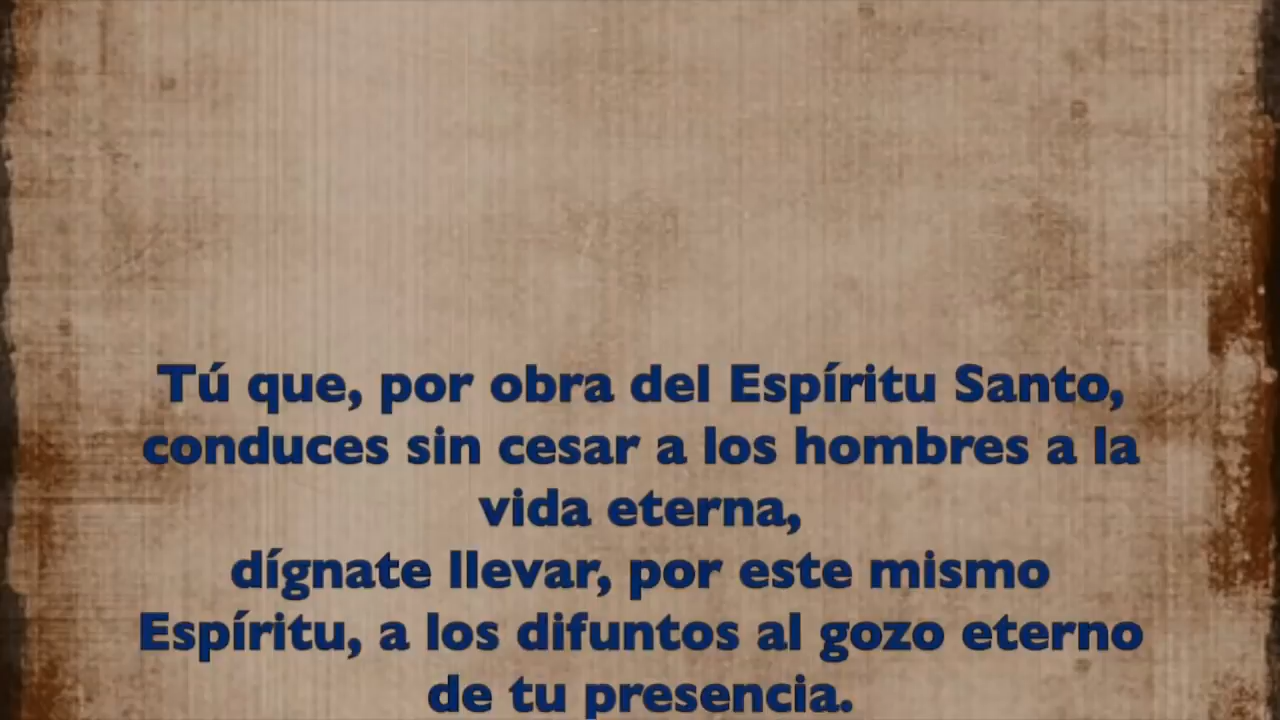 Tú que, por obra del Espíritu Santo,
conduces sin cesar a los hombres a la
vida eterna,
dígnate llevar, por este mismo
Espíritu, a los difuntos al gozo eterno
de tu presencia.